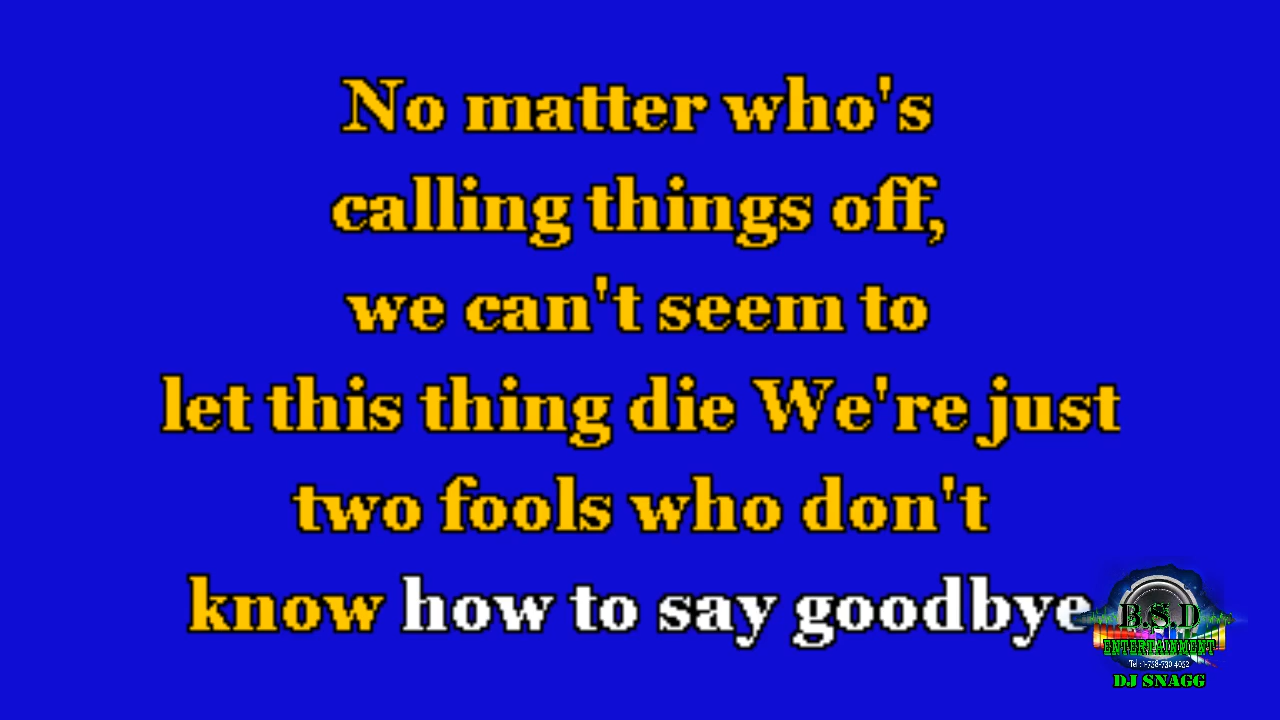 No matter who's
calling things off,
we can't seem to
let this thing die We're just
two fools who don't
know how to say goodbye
B.S.D
ENTERTAINMENT
DJ SNAGG